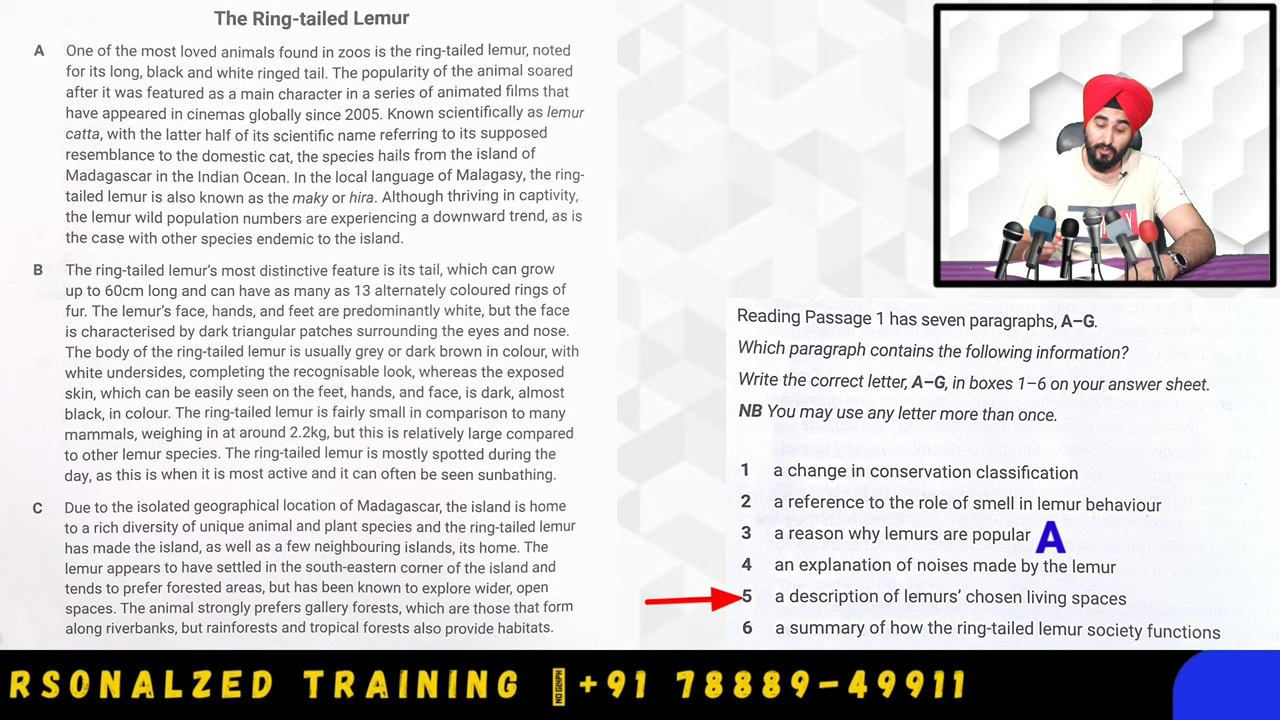 The Ring-tailed Lemur
A One of the most loved animals found in zoos is the ring-tailed lemur, noted
for its long, black and white ringed tail. The popularity of the animal soared
after it was featured as a main character in a series of animated films that
have appeared in cinemas globally since 2005. Known scientifically as lemur
catta, with the latter half of its scientific name referring to its supposed
resemblance to the domestic cat, the species hails from the island of
Madagascar in the Indian Ocean. In the local language of Malagasy, the ring-
tailed lemur is also known as the maky or hira. Although thriving in captivity,
the lemur wild population numbers are experiencing a downward trend, as is
the case with other species endemic to the island.
B The ring-tailed lemur's most distinctive feature is its tail, which can grow
up to 60cm long and can have as many as 13 alternately coloured rings of
fur. The lemur's face, hands, and feet are predominantly white, but the face
is characterised by dark triangular patches surrounding the eyes and nose.
The body of the ring-tailed lemur is usually grey or dark brown in colour, with
white undersides, completing the recognisable look, whereas the exposed
skin, which can be easily seen on the feet, hands, and face, is dark, almost
black, in colour. The ring-tailed lemur is fairly small in comparison to many
mammals, weighing in at around 2.2kg, but this is relatively large compared
to other lemur species. The ring-tailed lemur is mostly spotted during the
day, as this is when it is most active and it can often be seen sunbathing.
C Due to the isolated geographical location of Madagascar, the island is home
to a rich diversity of unique animal and plant species and the ring-tailed lemur
has made the island, as well as a few neighbouring islands, its home. The
lemur appears to have settled in the south-eastern corner of the island and
tends to prefer forested areas, but has been known to explore wider, open
spaces. The animal strongly prefers gallery forests, which are those that form
along riverbanks, but rainforests and tropical forests also provide habitats.
Reading Passage 1 has seven paragraphs, A–G.
Which paragraph contains the following information?
Write the correct letter, A–G, in boxes 1–6 on your answer sheet.
NB You may use any letter more than once.
1 a change in conservation classification
2 a reference to the role of smell in lemur behaviour
3 a reason why lemurs are popular A
4 an explanation of noises made by the lemur
5 a description of lemurs' chosen living spaces
6 a summary of how the ring-tailed lemur society functions
RSONALZED TRAINING +91 78889-49911